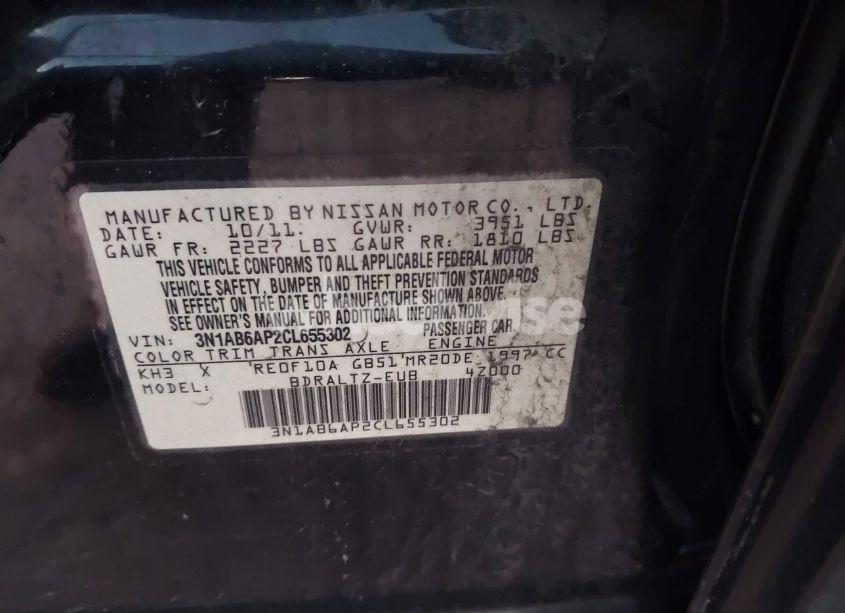 MANUFACTURED BY NISSAN MOTOR CO., LTD.
DATE: 10/11. GVWR: 3951 LBS
GAWR FR: 2227 LBS GAWR RR: 1810 LBS
THIS VEHICLE CONFORMS TO ALL APPLICABLE FEDERAL MOTOR
VEHICLE SAFETY, BUMPER AND THEFT PREVENTION STANDARDS
IN EFFECT ON THE DATE OF MANUFACTURE SHOWN ABOVE.
SEE OWNER'S MANUAL FOR ADDITIONAL INFORMATION.
VIN: 3N1AB6AP2CL655302 PASSENGER CAR.
COLOR TRIM TRANS AXLE ENGINE
KH3 X RE0F10A GB51 MR20DE 1997 CC
MODEL: BDRALTZ-EUB 4Z000
3N1AB6AP2CL655302